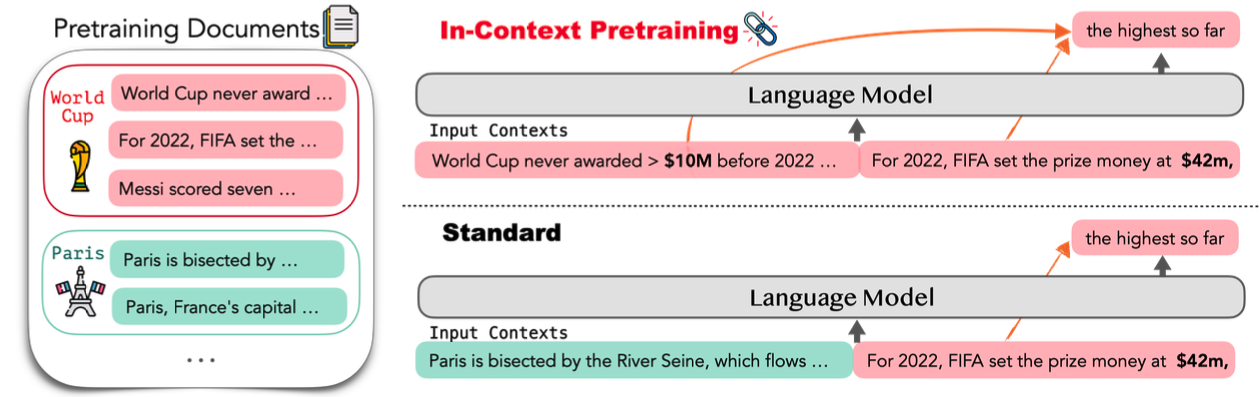 Pretraining Documents
World
Cup
World Cup never award ...
For 2022, FIFA set the ...
Messi scored seven ...
Paris
Paris is bisected by ...
Paris, France's capital ...
...
In-Context Pretraining
the highest so far
Language Model
Input Contexts
World Cup never awarded > $10M before 2022 ...
For 2022, FIFA set the prize money at $42m,
Standard
the highest so far
Language Model
Input Contexts
Paris is bisected by the River Seine, which flows ...
For 2022, FIFA set the prize money at $42m,